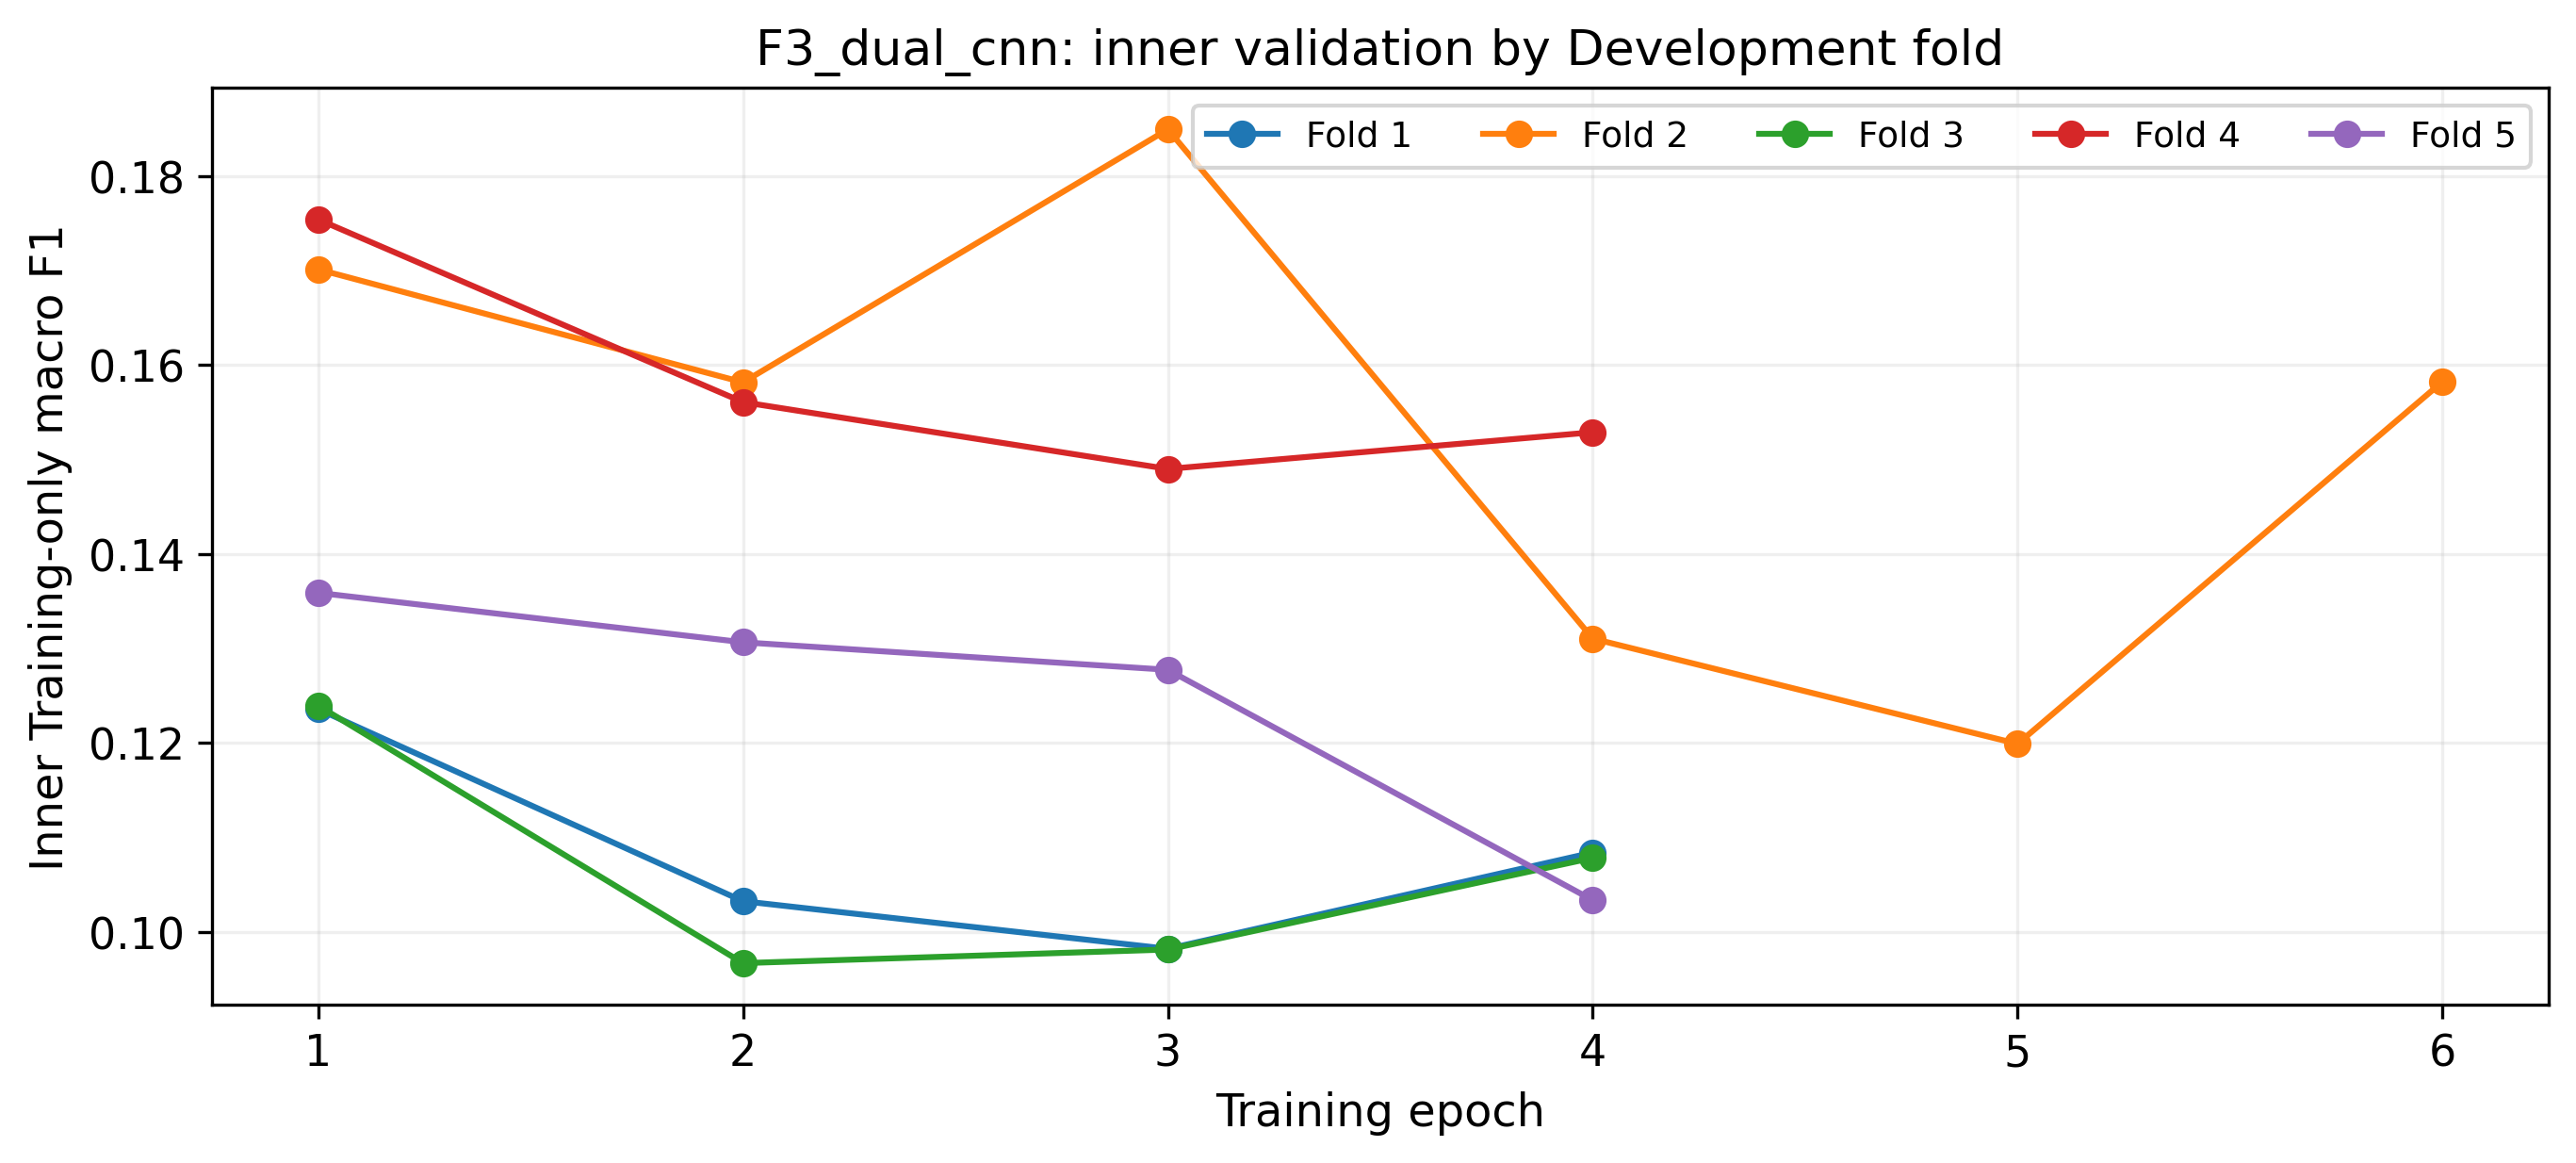 F3_dual_cnn: inner validation by Development fold
Fold 1 Fold 2 Fold 3 Fold 4 Fold 5
Inner Training-only macro F1
0.18
0.16
0.14
0.12
0.10
1 2 3 4 5 6
Training epoch